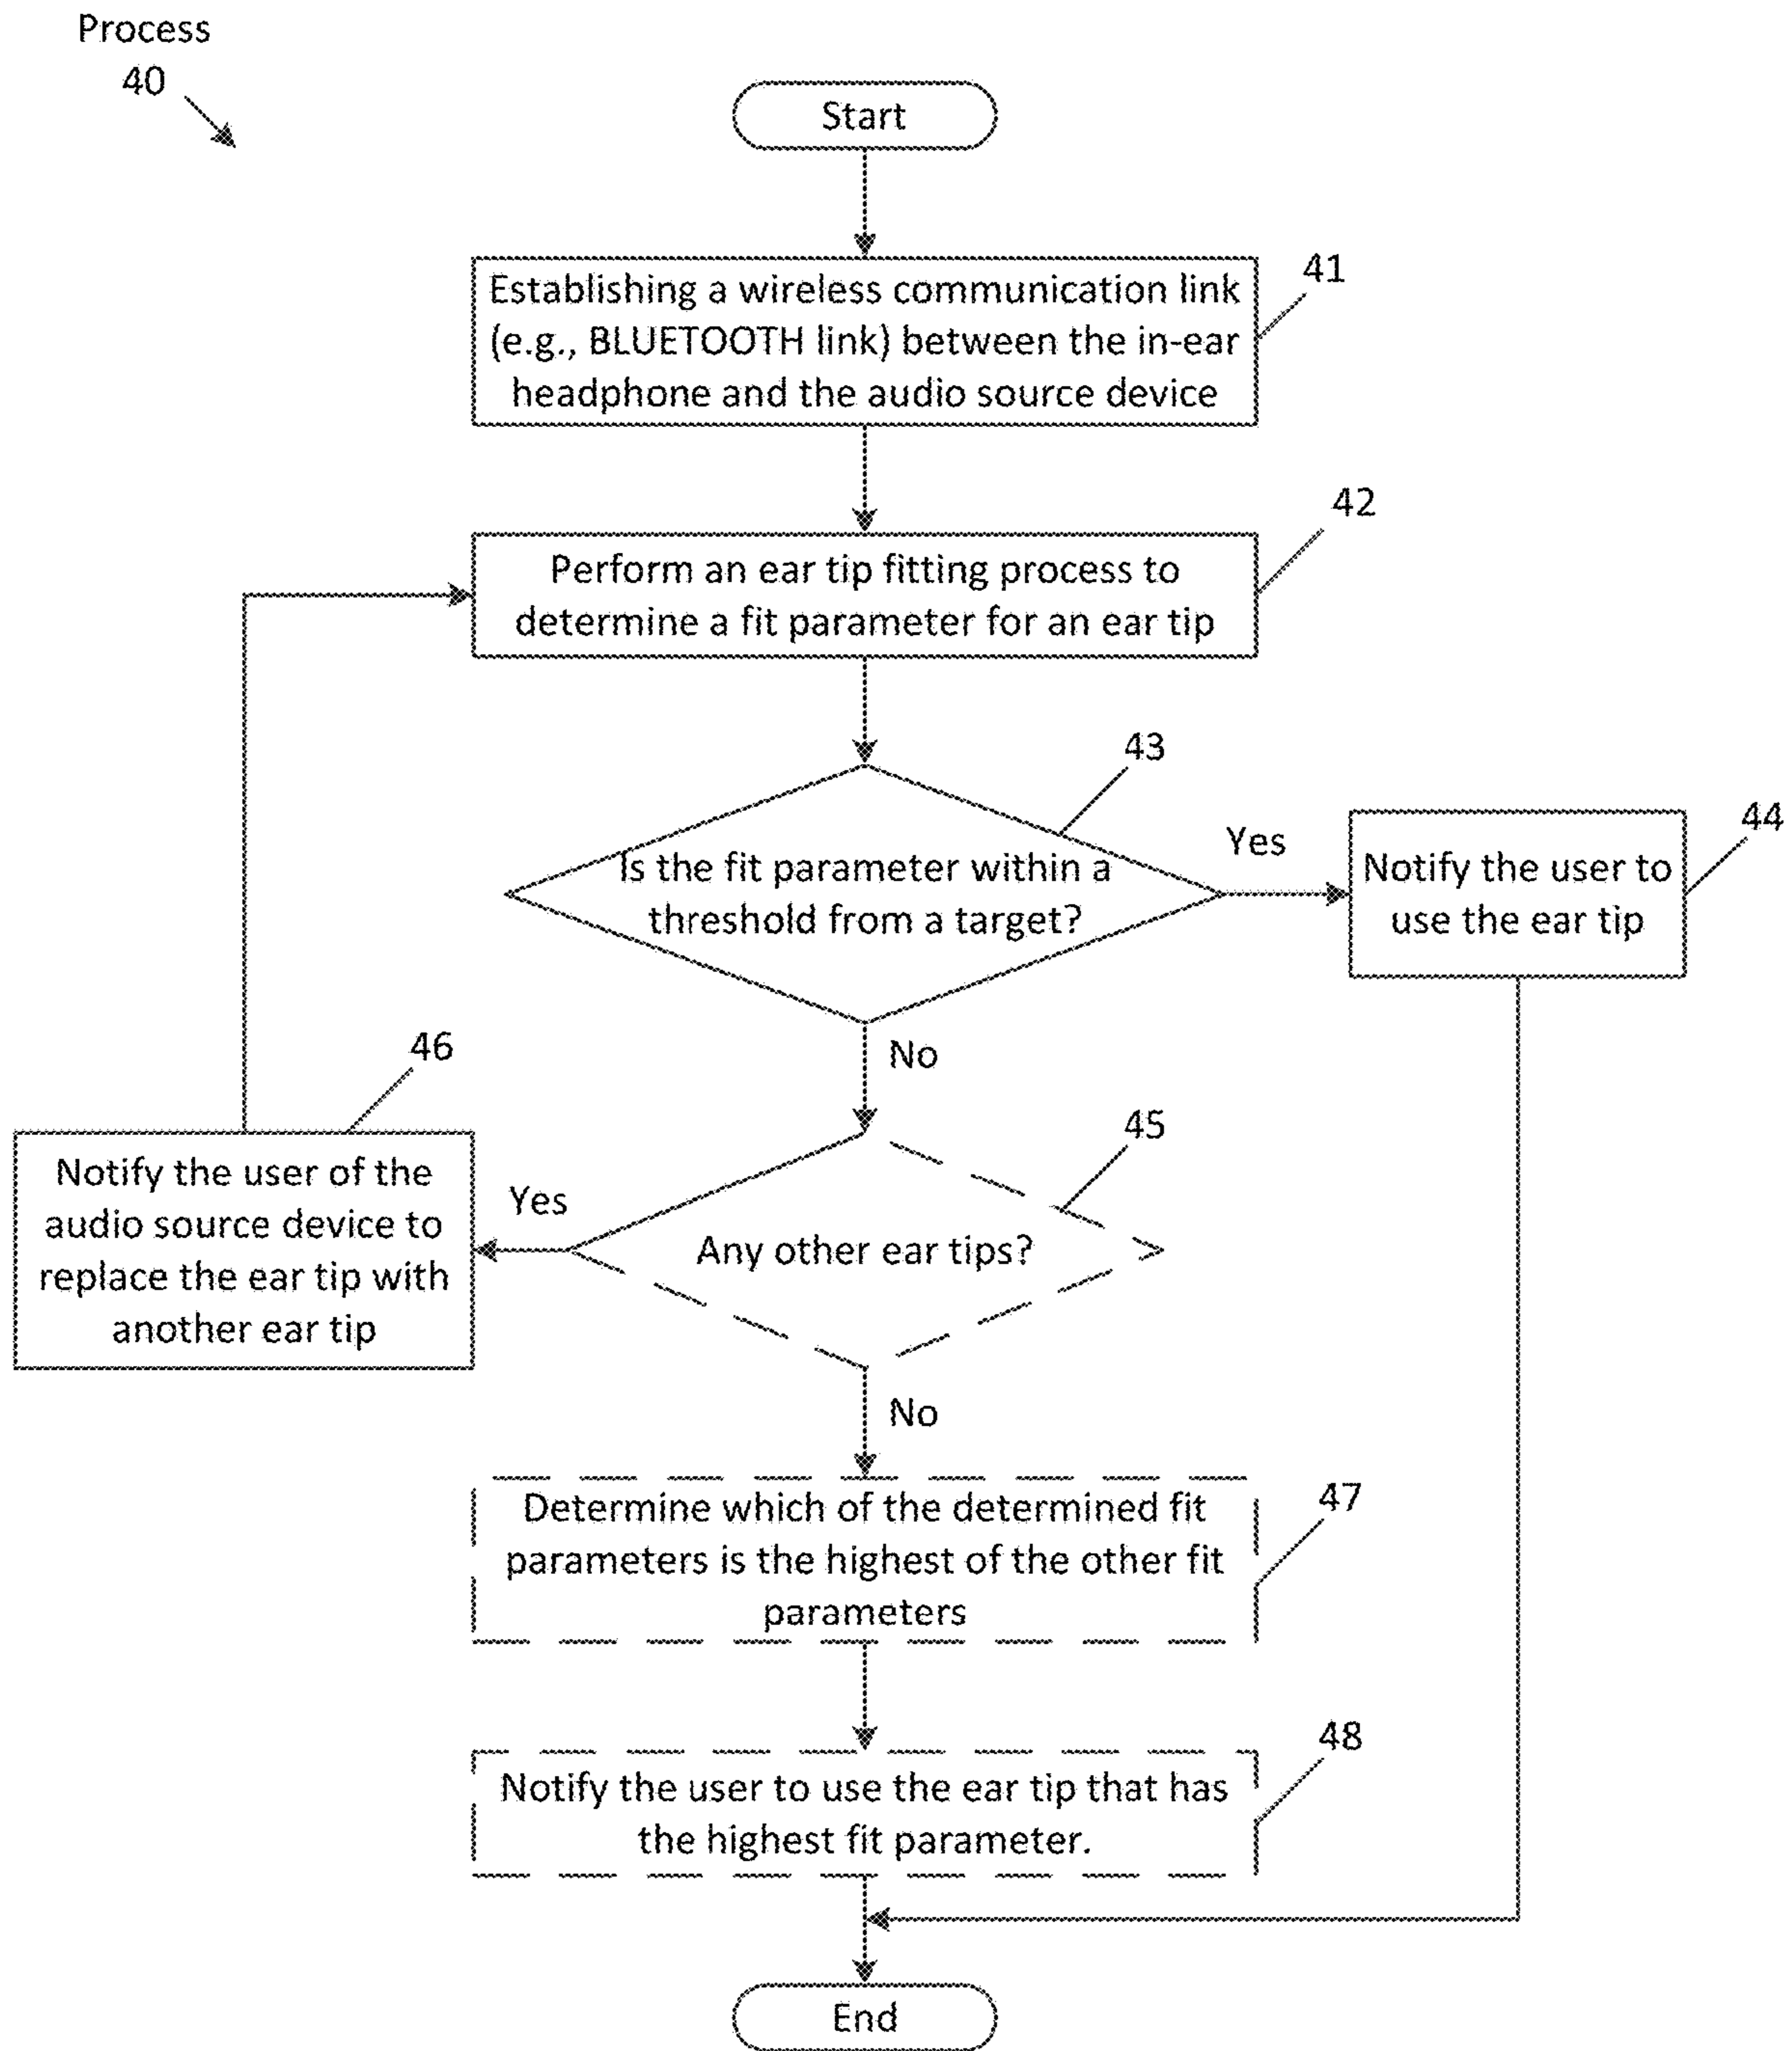 Process
40
Start
Establishing a wireless communication link
(e.g., BLUETOOTH link) between the in-ear
headphone and the audio source device
41
Perform an ear tip fitting process to
determine a fit parameter for an ear tip
42
43
Is the fit parameter within a
threshold from a target?
Yes
Notify the user to
use the ear tip
44
No
45
Any other ear tips?
Yes
46
Notify the user of the
audio source device to
replace the ear tip with
another ear tip
No
Determine which of the determined fit
parameters is the highest of the other fit
parameters
47
Notify the user to use the ear tip that has
the highest fit parameter.
48
End